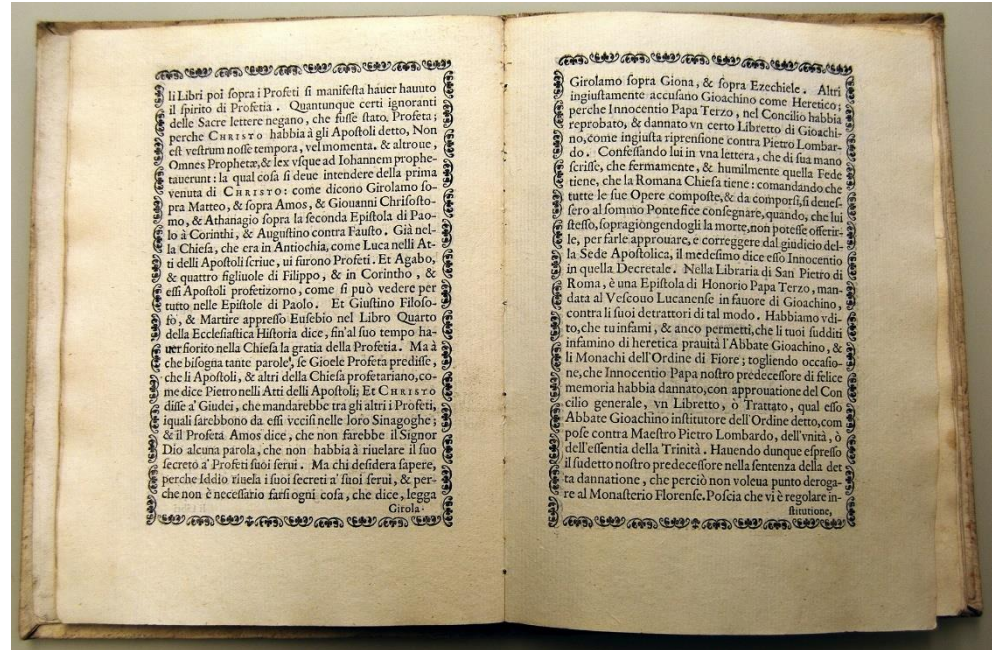 li Libri poi sopra i Profeti si manifesta hauer hauuto
il spirito di Profetia. Quantunque certi ignoranti
delle Sacre lettere negano, che fusse stato, Profeta;
perche CHRISTO habbia à gli Apostoli detto, Non
est vestrum nosse tempora, vel momenta. & altroue,
Omnes Prophetæ, & lex vsque ad Iohannem prophe-
tauerunt: la qual cosa si deue intendere della prima
venuta di CHRISTO: come dicono Girolamo so-
pra Matteo, & sopra Amos, & Giouanni Chrisosto-
mo, & Athanagio sopra la seconda Epistola di Pao-
lo à Corinthi, & Augustino contra Fausto. Già nel-
la Chiesa, che era in Antiochia, come Luca nelli At-
ti delli Apostoli scriue, ui furono Profeti. Et Agabo,
& quattro figliuole di Filippo, & in Corintho, &
essi Apostoli profetizorno, come si può vedere per
tutto nelle Epistole di Paolo. Et Giustino Filoso-
fo, & Martire appresso Eusebio nel Libro Quarto
della Ecclesiastica Historia dice, fin'al suo tempo ha-
uer fiorito nella Chiesa la gratia della Profetia. Ma à
che bisogna tante parole, se Gioele Profeta predisse,
che li Apostoli, & altri della Chiesa profetariano, co-
me dice Pietro nelli Atti delli Apostoli; Et CHRISTO
disse a' Giudei, che mandarebbe tra gli altri i Profeti,
iquali sarebbono da essi vccisi nelle loro Sinagoghe;
& il Profeta Amos dice, che non farebbe il Signor
Dio alcuna parola, che non habbia à riuelare il suo
secreto a' Profeti suoi serui. Ma chi desidera sapere,
perche Iddio riuela i suoi secreti a' suoi serui, & per-
che non è necessario farsi ogni cosa, che dice, legga
Girola-
Girolamo sopra Giona, & sopra Ezechiele. Altri
ingiustamente accusano Gioachino come Heretico;
perche Innocentio Papa Terzo, nel Concilio habbia
reprobato, & dannato vn certo Libretto di Gioachi-
no, come ingiusta riprensione contra Pietro Lombar-
do. Confessando lui in vna lettera, che di sua mano
scrisse, che fermamente, & humilmente quella Fede
tiene, che la Romana Chiesa tiene: comandando che
tutte le sue Opere composte, & da comporsi, si deues-
sero al sommo Pontefice consegnare, quando, che lui
stesso, sopragiongendogli la morte, non potesse offerir-
le, per farle approuare, e correggere dal giudicio del-
la Sede Apostolica, il medesimo dice esso Innocentio
in quella Decretale. Nella Libraria di San Pietro di
Roma, è una Epistola di Honorio Papa Terzo, man-
data al Vescouo Lucanense in fauore di Gioachino,
contra li suoi detrattori di tal modo. Habbiamo vdi-
to, che tu infami, & anco permetti, che li tuoi sudditi
infamino di heretica prauità l'Abbate Gioachino, &
li Monachi dell'Ordine di Fiore; togliendo occasio-
ne, che Innocentio Papa nostro predecessore di felice
memoria habbia dannato, con approuatione del Con
cilio generale, vn Libretto, ò Trattato, qual esso
Abbate Gioachino institutore dell'Ordine detto, com
pose contra Maestro Pietro Lombardo, dell'vnità, ò
dell'essentia della Trinità. Hauendo dunque espresso
il sudetto nostro predecessore nella sentenza della det
ta dannatione, che perciò non voleua punto deroga-
re al Monasterio Florense. Poscia che vi è regolare in-
stitutione,